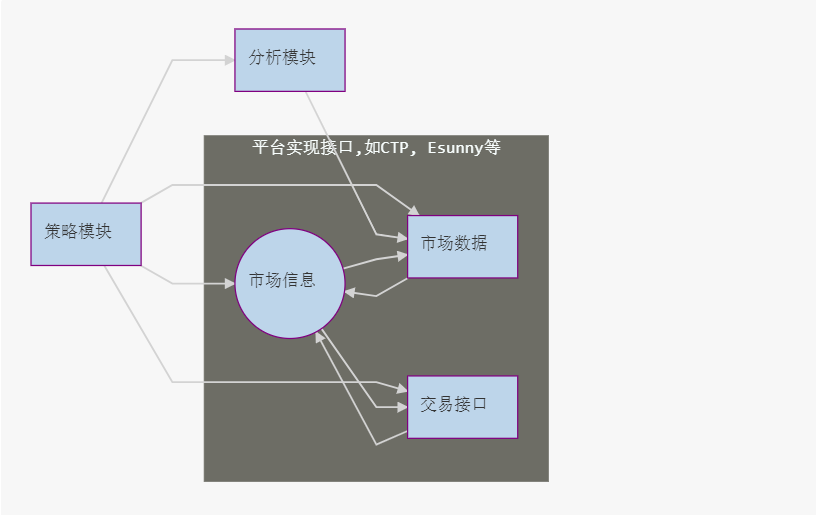 分析模块
平台实现接口,如CTP, Esunny等
策略模块
市场数据
市场信息
交易接口